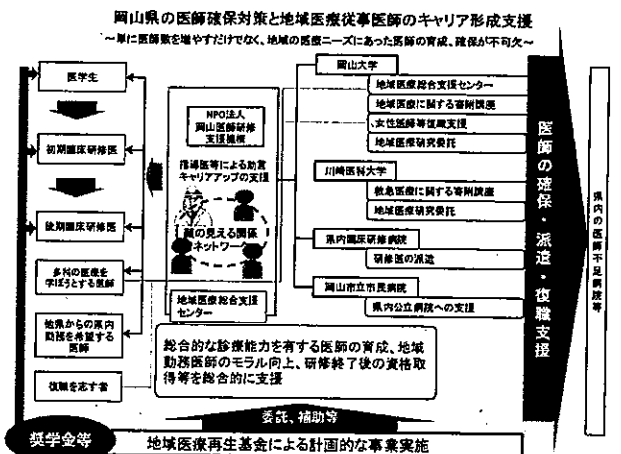 岡山県の医師確保対策と地域医療従事医師のキャリア形成支援
～単に医師数を増やすだけでなく、地域の医療ニーズにあった医師の育成、確保が不可欠～
医学生
初期臨床研修医
後期臨床研修医
多科の医療を
学ぼうとする医師
他県からの県内
勤務を希望する
医師
復職を志す者
奨学金等
NPO法人
岡山医師研修
支援機構
指導医等による助言
キャリアアップの支援
顔の見える関係
ネットワーク
地域医療総合支援
センター
岡山大学
地域医療総合支援センター
地域医療に関する寄附講座
女性医師等復職支援
地域医療研究委託
川崎医科大学
救急医療に関する寄附講座
地域医療研究委託
県内臨床研修病院
研修医の派遣
岡山市立市民病院
県内公立病院への支援
総合的な診療能力を有する医師の育成、地域
勤務医師のモラル向上、研修終了後の資格取
得等を総合的に支援
委託、補助等
地域医療再生基金による計画的な事業実施
医師の確保・派遣・復職支援
県内の医師不足病院等